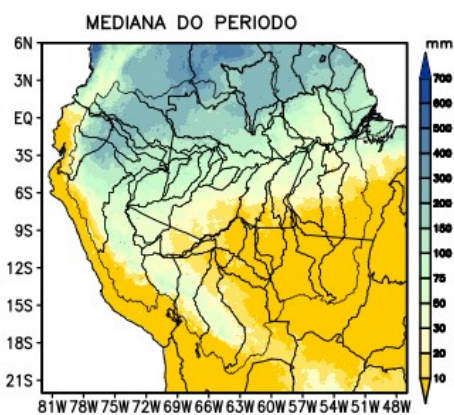 MEDIANA DO PERIODO
mm
6N
3N
EQ
3S
6S
9S
12S
15S
18S
21S
700
600
500
400
300
200
150
100
75
50
30
20
10
81W 78W 75W 72W 69W 66W 63W 60W 57W 54W 51W 48W